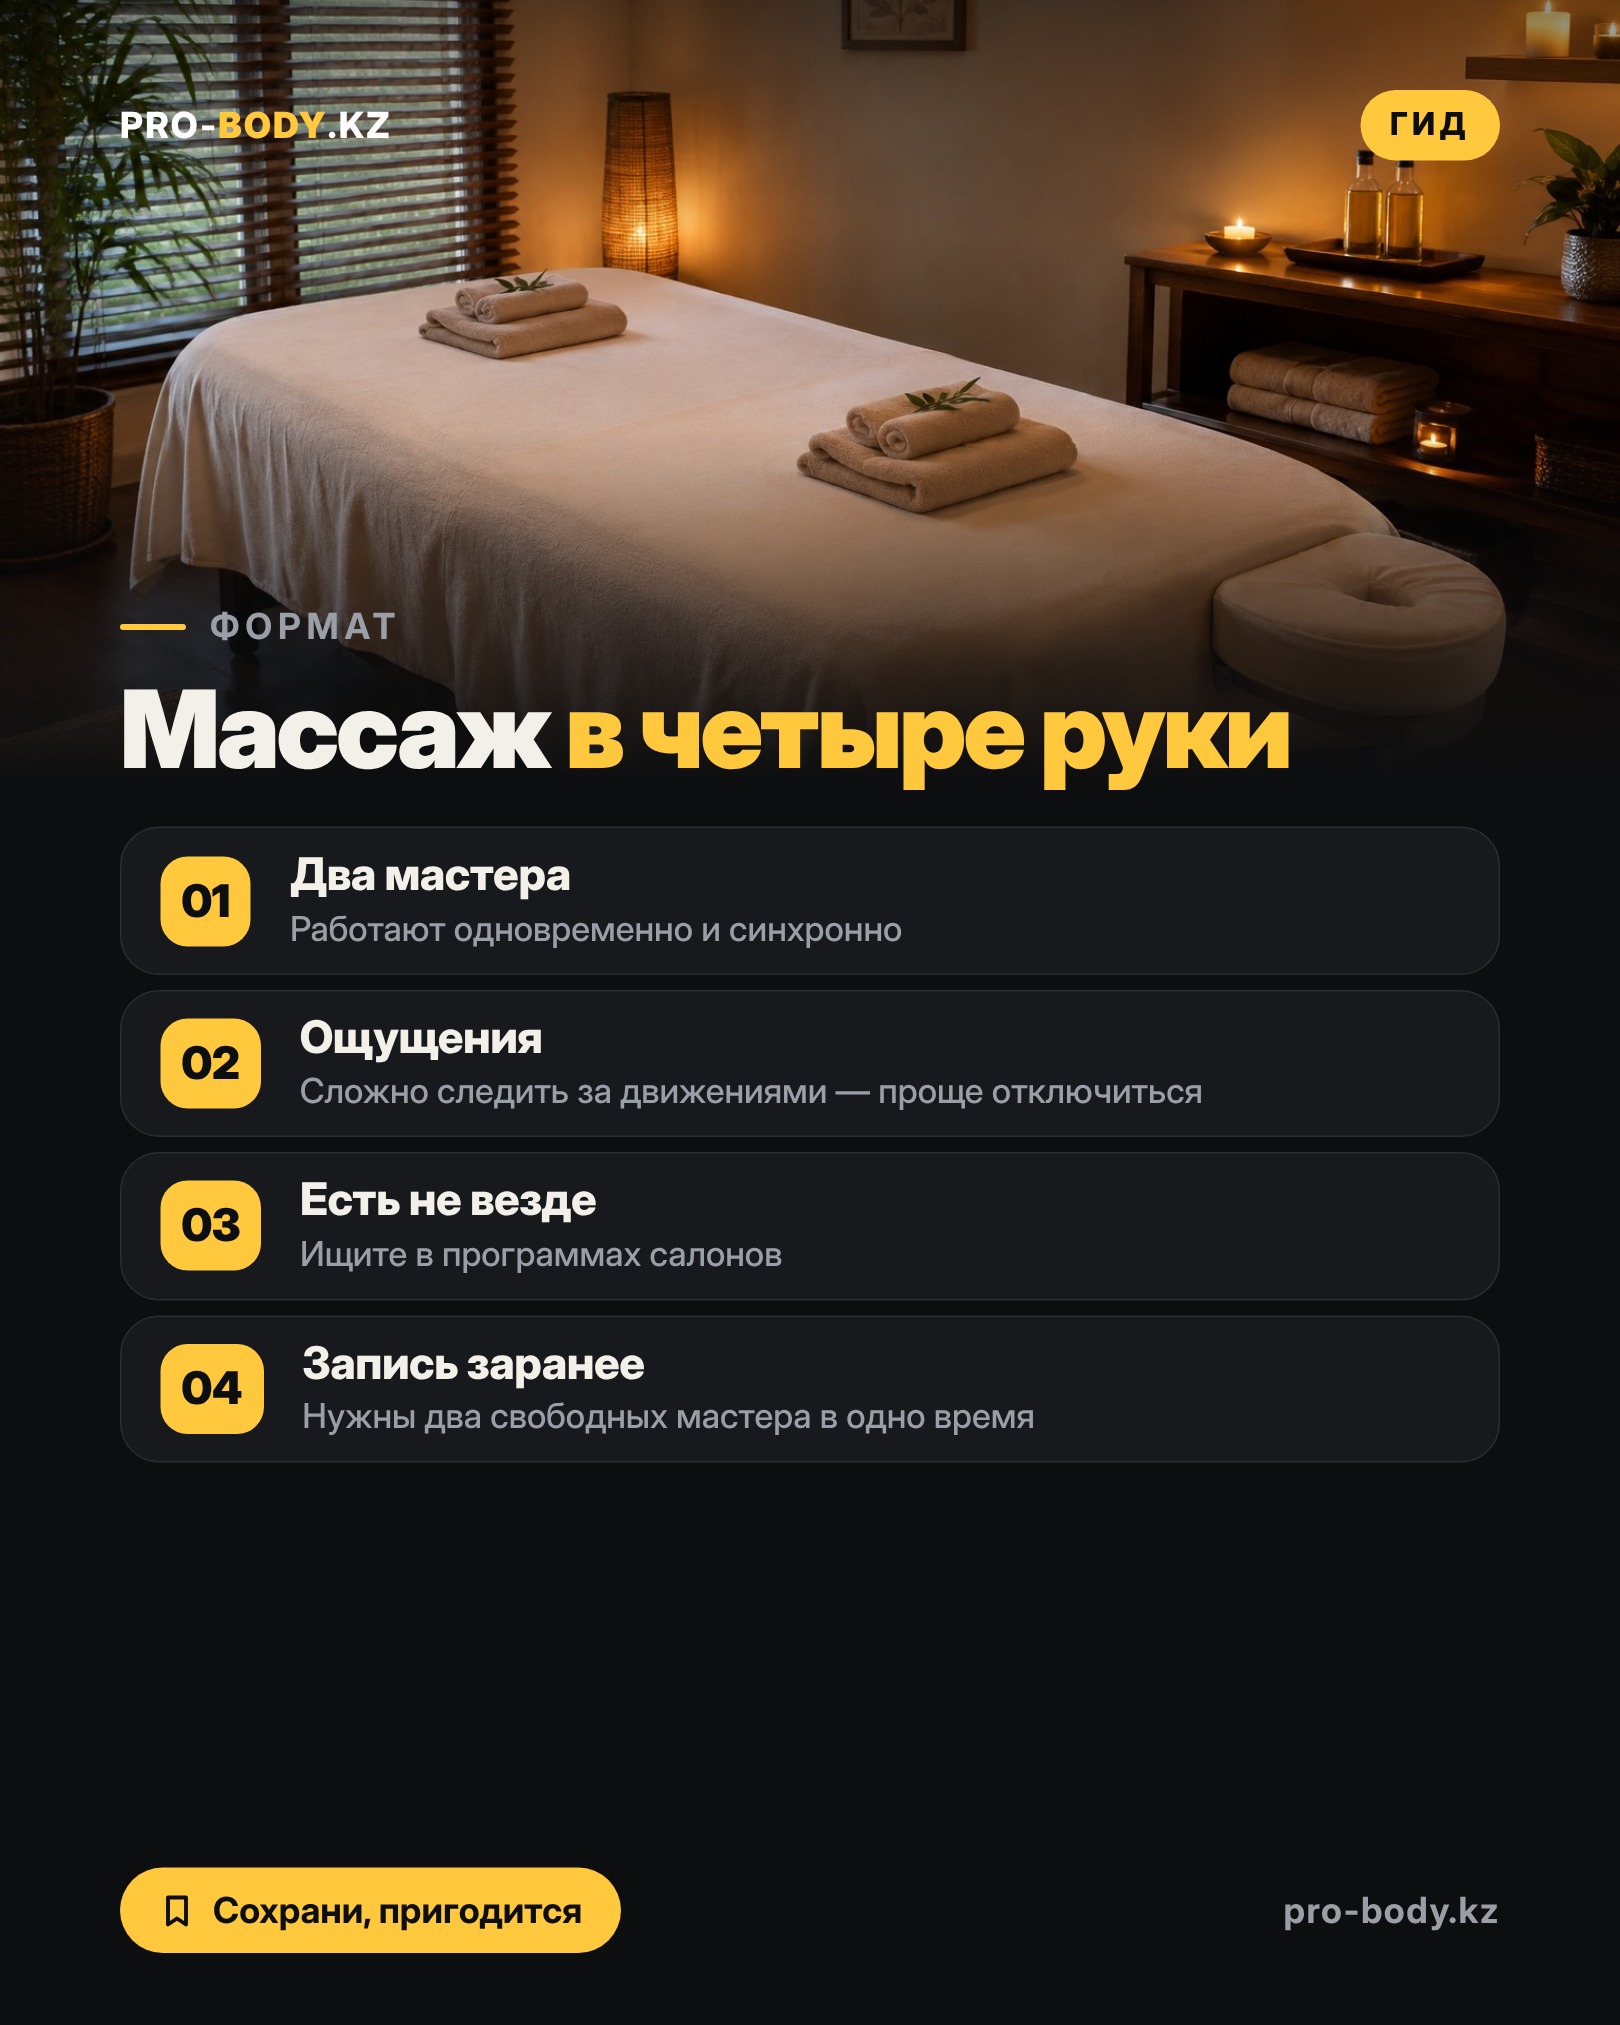 PRO-BODY.KZ
ГИД
ФОРМАТ
Массаж в четыре руки
01
Два мастера
Работают одновременно и синхронно
02
Ощущения
Сложно следить за движениями — проще отключиться
03
Есть не везде
Ищите в программах салонов
04
Запись заранее
Нужны два свободных мастера в одно время
Сохрани, пригодится
pro-body.kz